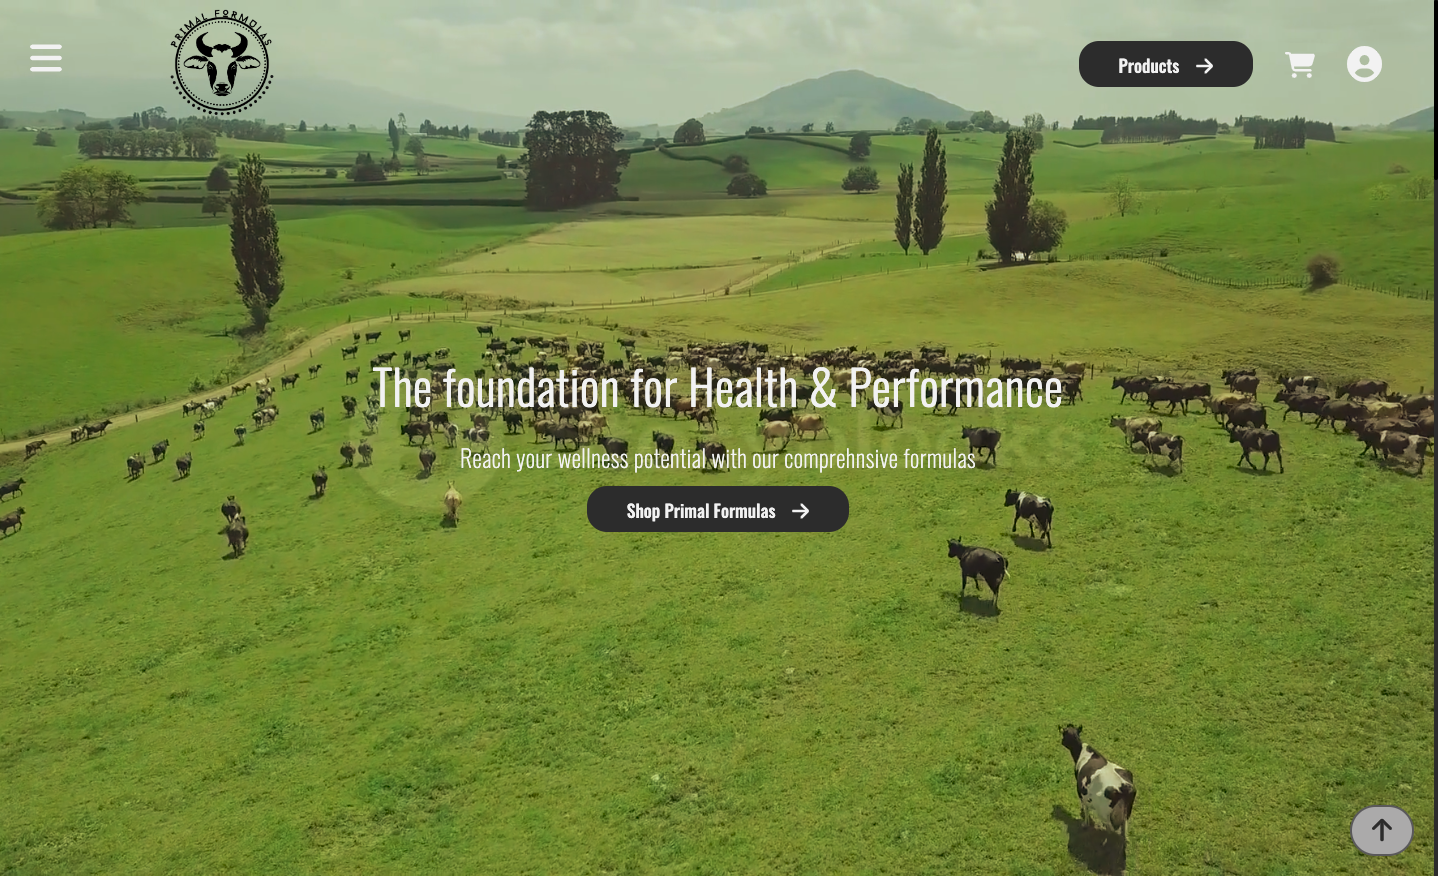 PRIMAL FORMULAS
Products
The foundation for Health & Performance
Reach your wellness potential with our comprehnsive formulas
Shop Primal Formulas